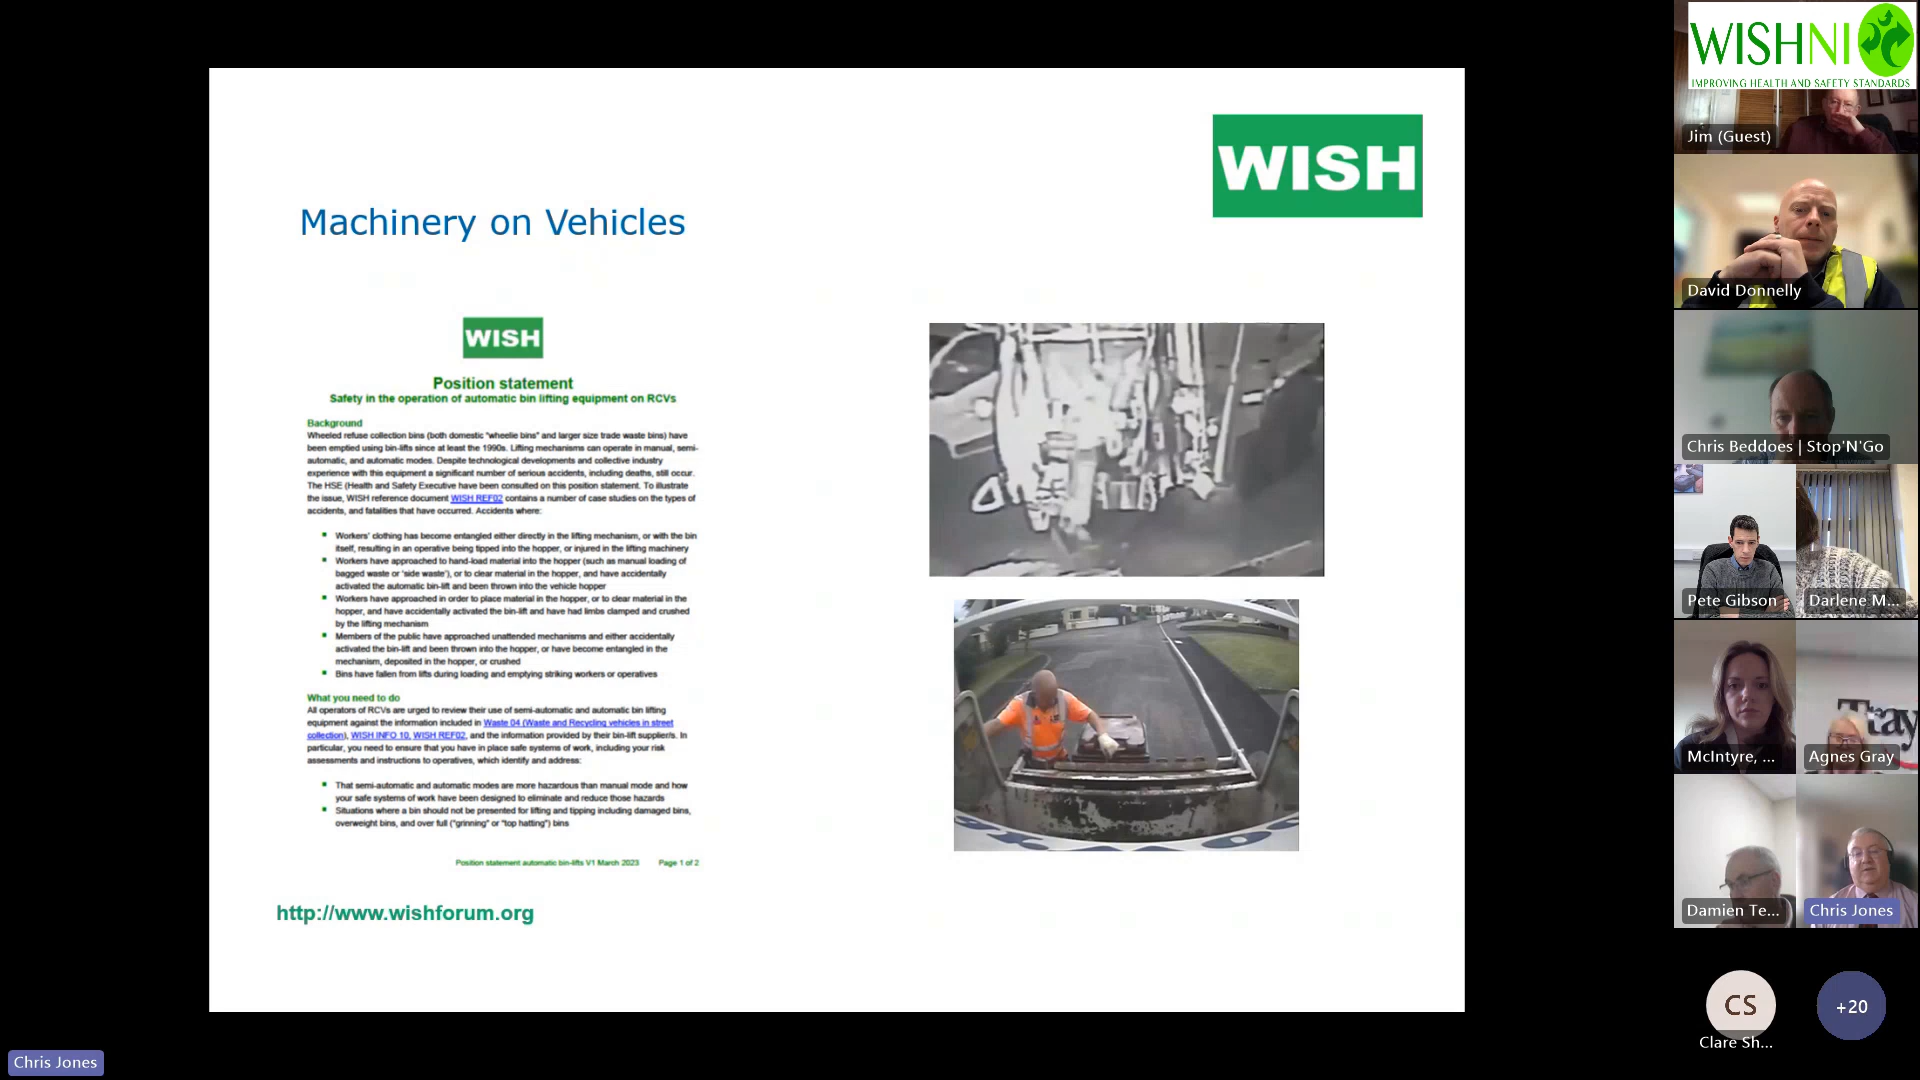 WISH
Machinery on Vehicles
WISH
Position statement
Safety in the operation of automatic bin lifting equipment on RCVs
Background
Wheeled refuse collection bins (both domestic "wheelie bins" and larger size trade waste bins) have
been emptied using bin-lifts since at least the 1990s. Lifting mechanisms can operate in manual, semi-
automatic, and automatic modes. Despite technological developments and collective industry
experience with this equipment a significant number of serious accidents, including deaths, still occur.
The HSE (Health and Safety Executive have been consulted on this position statement. To illustrate
the issue, WISH reference document WISH REF02 contains a number of case studies on the types of
accidents, and fatalities that have occurred. Accidents where:
Workers' clothing has become entangled either directly in the lifting mechanism, or with the bin
itself, resulting in an operative being tipped into the hopper, or injured in the lifting machinery
Workers have approached to hand-load material into the hopper (such as manual loading of
bagged waste or 'side waste'), or to clear material in the hopper, and have accidentally
activated the automatic bin-lift and been thrown into the vehicle hopper
Workers have approached in order to place material in the hopper, or to clear material in the
hopper, and have accidentally activated the bin-lift and have had limbs clamped and crushed
by the lifting mechanism
Members of the public have approached unattended mechanisms and either accidentally
activated the bin-lift and been thrown into the hopper, or have become entangled in the
mechanism, deposited in the hopper, or crushed
Bins have fallen from lifts during loading and emptying striking workers or operatives
What you need to do
All operators of RCVs are urged to review their use of semi-automatic and automatic bin lifting
equipment against the information included in Waste 04 (Waste and Recycling vehicles in street
collection), WISH INFO 10, WISH REF02, and the information provided by their bin-lift supplier/s. In
particular, you need to ensure that you have in place safe systems of work, including your risk
assessments and instructions to operatives, which identify and address:
That semi-automatic and automatic modes are more hazardous than manual mode and how
your safe systems of work have been designed to eliminate and reduce those hazards
Situations where a bin should not be presented for lifting and tipping including damaged bins,
overweight bins, and over full ("grinning" or "top hatting") bins
Position statement automatic bin-lifts V1 March 2023 Page 1 of 2
http://www.wishforum.org
Chris Jones
WISHNI
IMPROVING HEALTH AND SAFETY STANDARDS
Jim (Guest)
David Donnelly
Chris Beddoes | Stop'N'Go
Pete Gibson
Darlene M...
McIntyre, ...
Tray
Agnes Gray
Damien Te...
Chris Jones
CS
Clare Sh...
+20